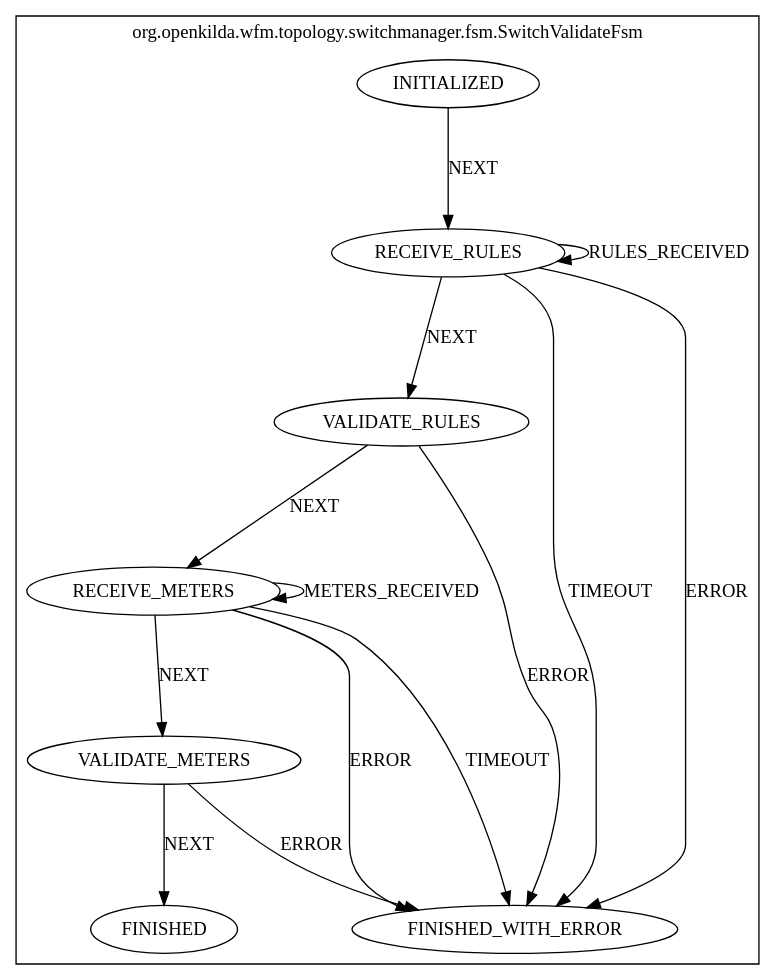 org.openkilda.wfm.topology.switchmanager.fsm.SwitchValidateFsm
INITIALIZED
NEXT
RECEIVE_RULES
RULES_RECEIVED
NEXT
VALIDATE_RULES
NEXT
RECEIVE_METERS
METERS_RECEIVED
TIMEOUT
ERROR
NEXT
ERROR
VALIDATE_METERS
ERROR
TIMEOUT
NEXT
ERROR
FINISHED
FINISHED_WITH_ERROR